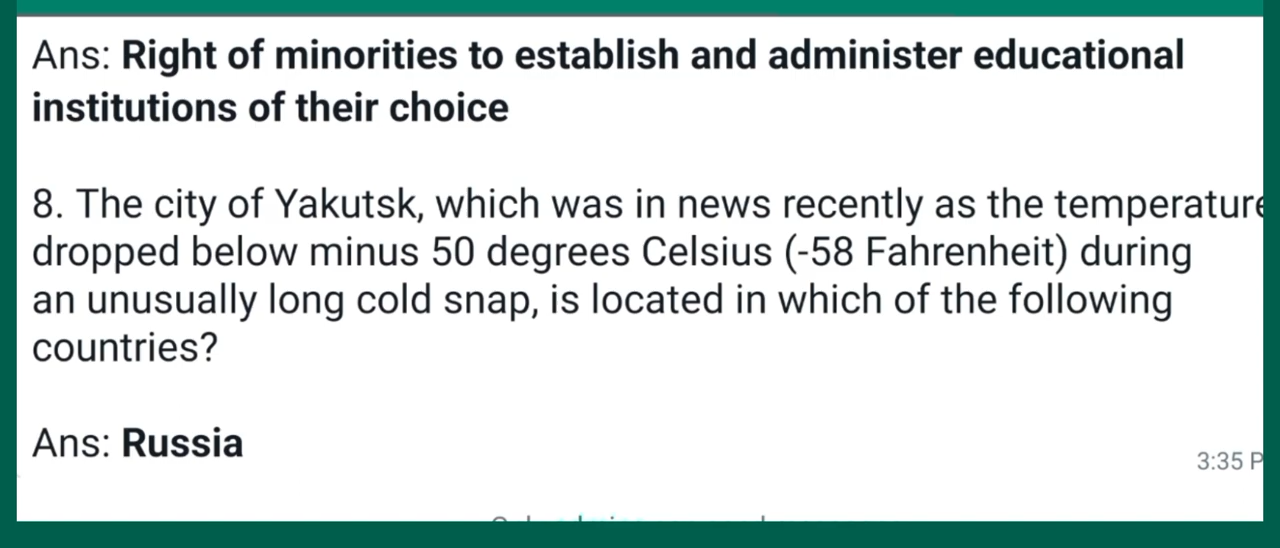 Ans: Right of minorities to establish and administer educational
institutions of their choice
8. The city of Yakutsk, which was in news recently as the temperature
dropped below minus 50 degrees Celsius (-58 Fahrenheit) during
an unusually long cold snap, is located in which of the following
countries?
Ans: Russia
3:35 P